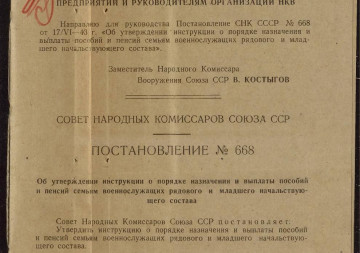 ПРЕДПРИЯТИЙ И РУКОВОДИТЕЛЯМ ОРГАНИЗАЦИЙ НКВ
Направляю для руководства Постановление СНК СССР № 668
от 17/VI—40 г. «Об утверждении инструкции о порядке назначения и
выплаты пособий и пенсий семьям военнослужащих рядового и млад-
шего начальствующего состава».
Заместитель Народного Комиссара
Вооружения Союза ССР В. КОСТЫГОВ
СОВЕТ НАРОДНЫХ КОМИССАРОВ СОЮЗА ССР
ПОСТАНОВЛЕНИЕ № 668
Об утверждении инструкции о порядке назначения и выплаты пособий
и пенсий семьям военнослужащих рядового и младшего начальствую-
щего состава
Совет Народных Комиссаров Союза ССР постановляет:
Утвердить инструкцию о порядке назначения и выплаты пособий
и пенсий семьям военнослужащих рядового и младшего начальствую-
щего состава.